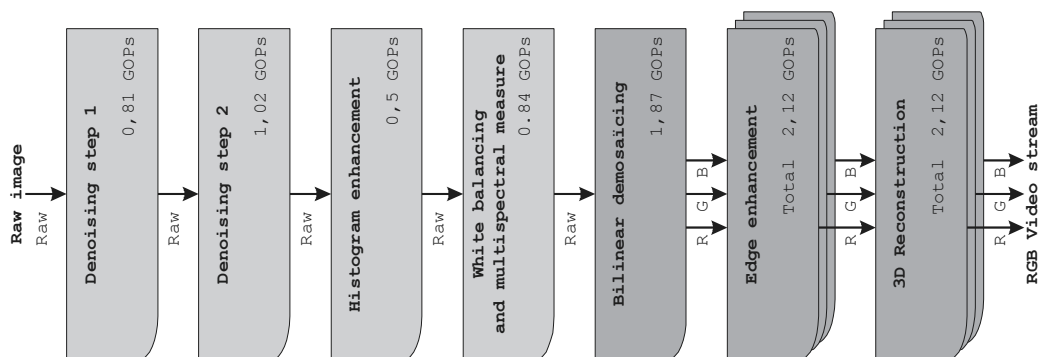 Raw image
Raw
Denoising step 1
0,81 GOPs
Raw
Denoising step 2
1,02 GOPs
Raw
Histogram enhancement
0,5 GOPs
Raw
White balancing
and multispectral measure
0.84 GOPs
Raw
Bilinear demosaïcing
1,87 GOPs
R
G
B
Edge enhancement
Total 2,12 GOPs
R
G
B
3D Reconstruction
Total 2,12 GOPs
R
G
B
RGB Video stream